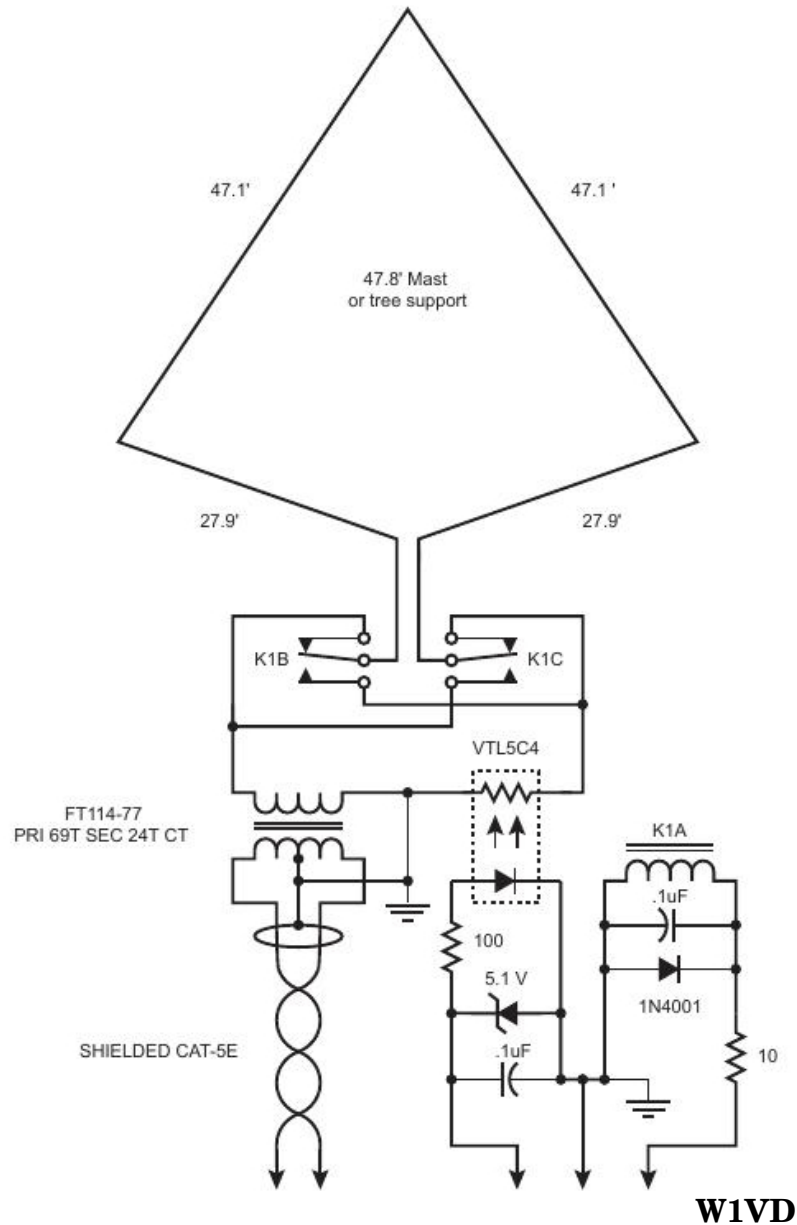 47.1'
47.1 '
47.8' Mast
or tree support
27.9'
27.9'
K1B
K1C
VTL5C4
FT114-77
PRI 69T SEC 24T CT
K1A
.1uF
100
5.1 V
1N4001
.1uF
10
SHIELDED CAT-5E
W1VD